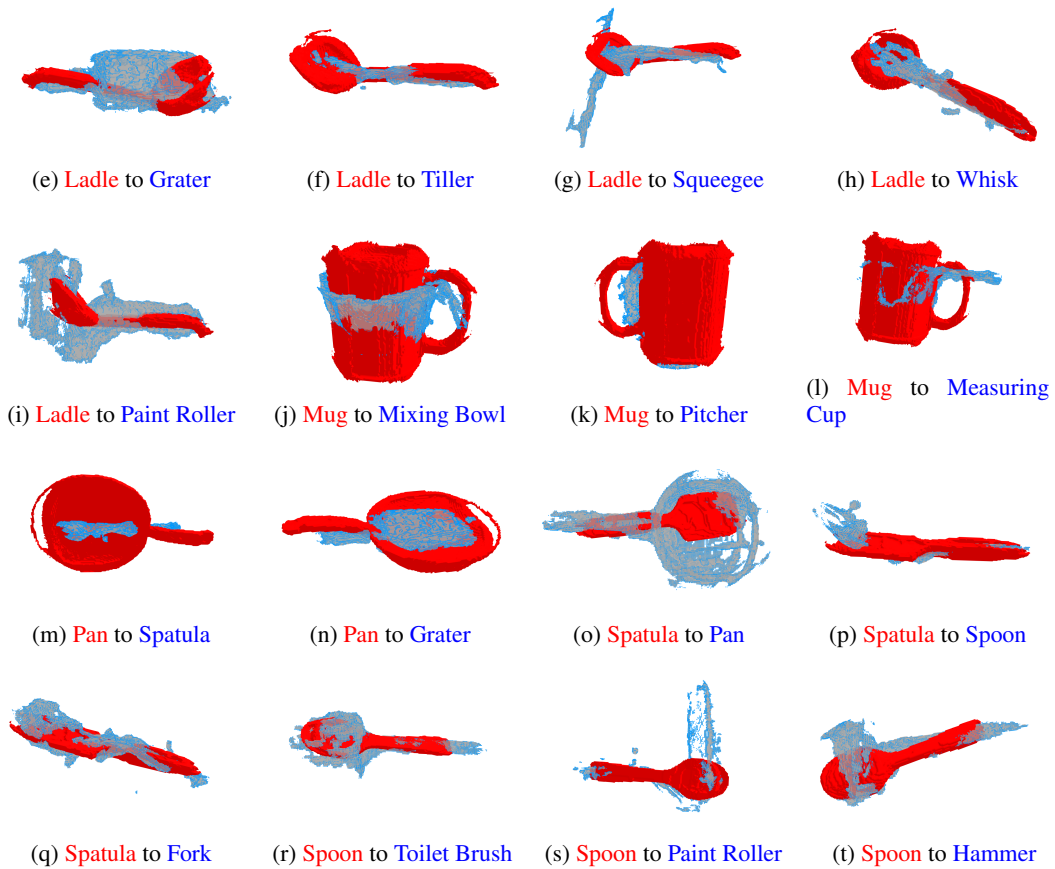 (e) Ladle to Grater
(f) Ladle to Tiller
(g) Ladle to Squeegee
(h) Ladle to Whisk
(i) Ladle to Paint Roller
(j) Mug to Mixing Bowl
(k) Mug to Pitcher
(l) Mug to Measuring
Cup
(m) Pan to Spatula
(n) Pan to Grater
(o) Spatula to Pan
(p) Spatula to Spoon
(q) Spatula to Fork
(r) Spoon to Toilet Brush
(s) Spoon to Paint Roller
(t) Spoon to Hammer